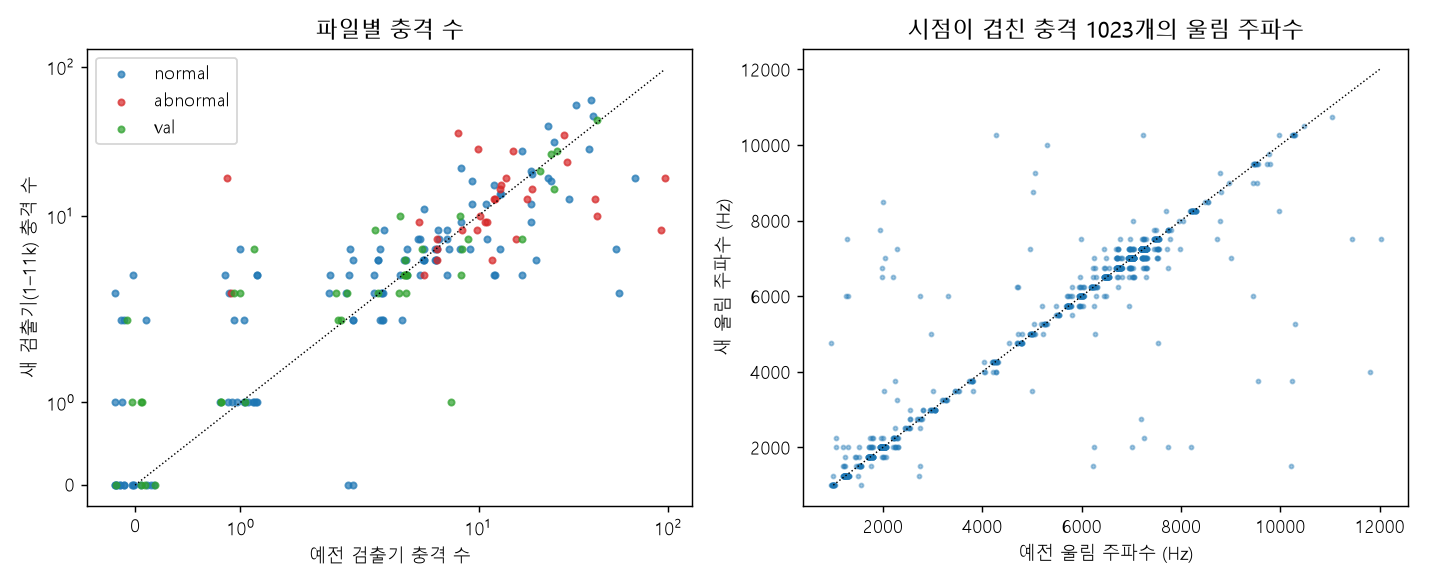 파일별 충격 수
normal
abnormal
val
10²
10¹
10⁰
0
새 검출기(1−11k) 충격 수
0
10⁰
10¹
10²
예전 검출기 충격 수
시점이 겹친 충격 1023개의 울림 주파수
12000
10000
8000
6000
4000
2000
새 울림 주파수 (Hz)
2000
4000
6000
8000
10000
12000
예전 울림 주파수 (Hz)